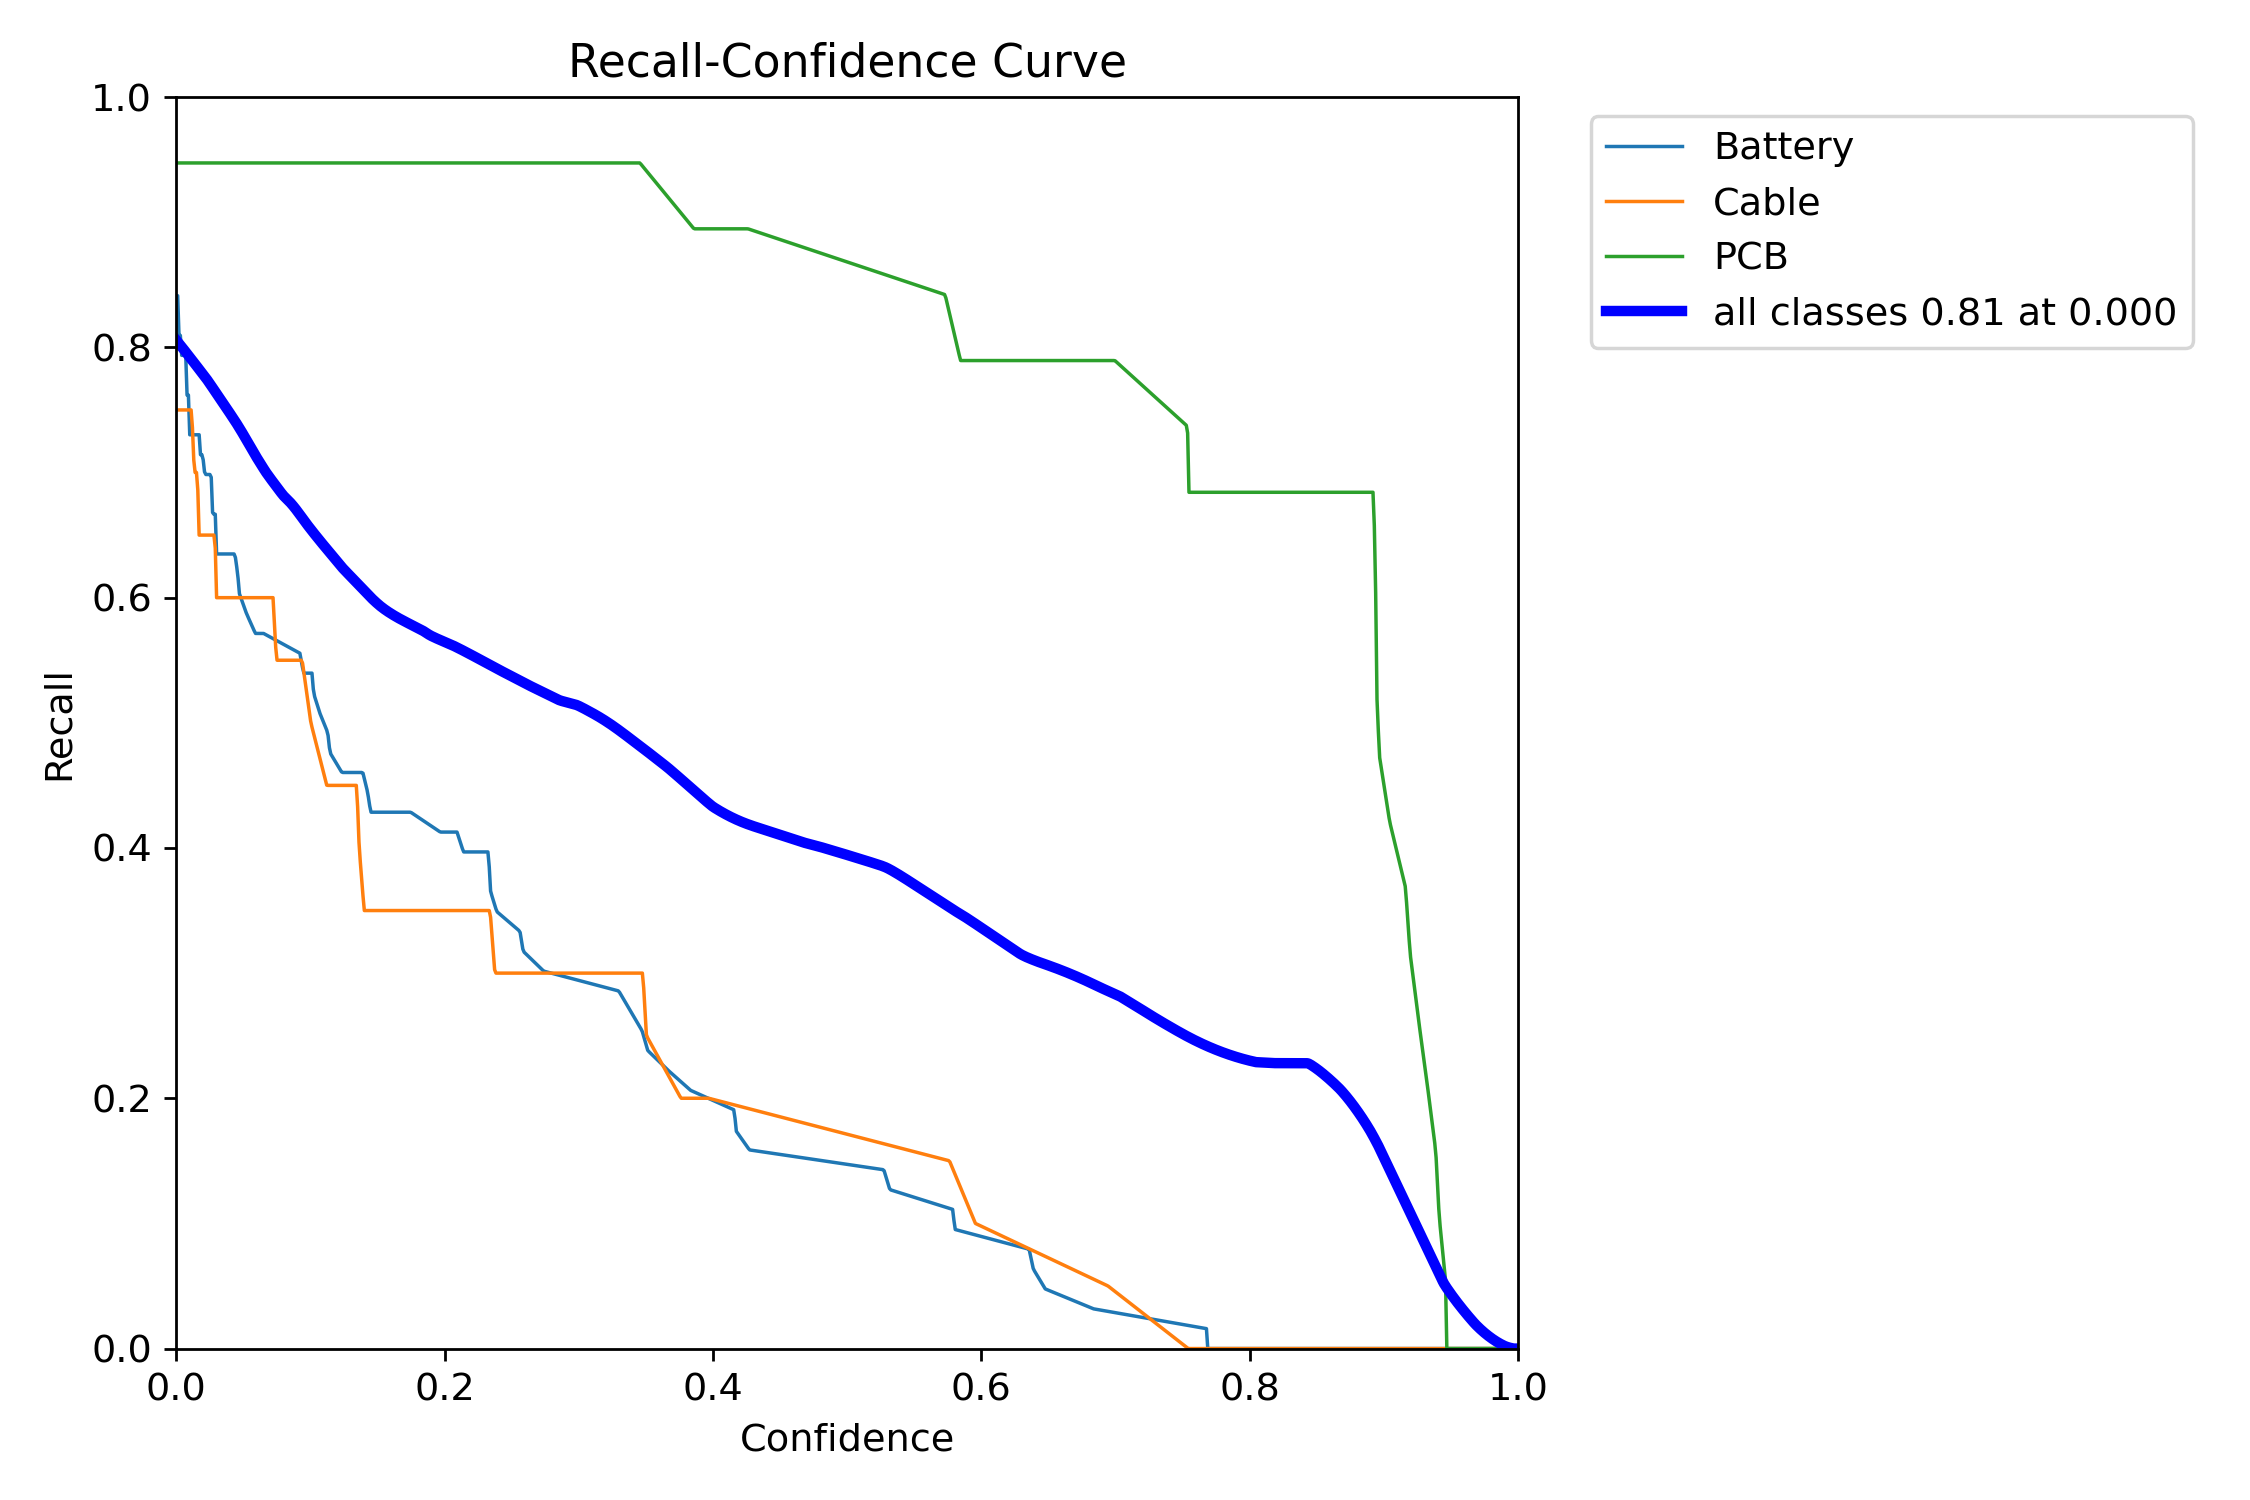 Recall-Confidence Curve
1.0
0.8
0.6
0.4
0.2
0.0
Recall
0.0 0.2 0.4 0.6 0.8 1.0
Confidence
Battery
Cable
PCB
all classes 0.81 at 0.000